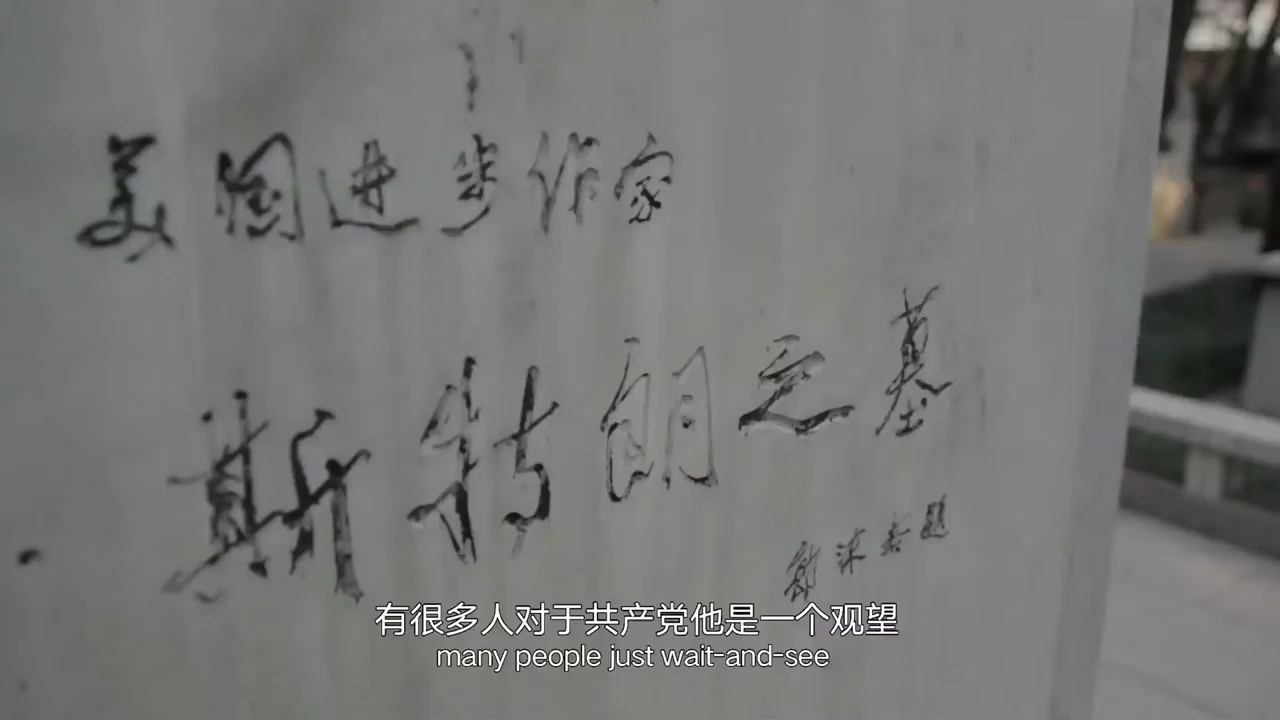 美国进步作家
斯特朗之墓
郭沫若题
有很多人对于共产党他是一个观望
many people just wait-and-see